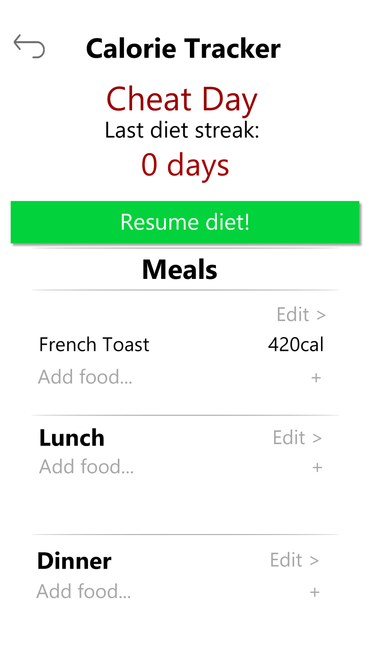 Calorie Tracker
Cheat Day
Last diet streak:
0 days
Resume diet!
Meals
Edit >
French Toast 420cal
Add food... +
Lunch Edit >
Add food... +
Dinner Edit >
Add food... +